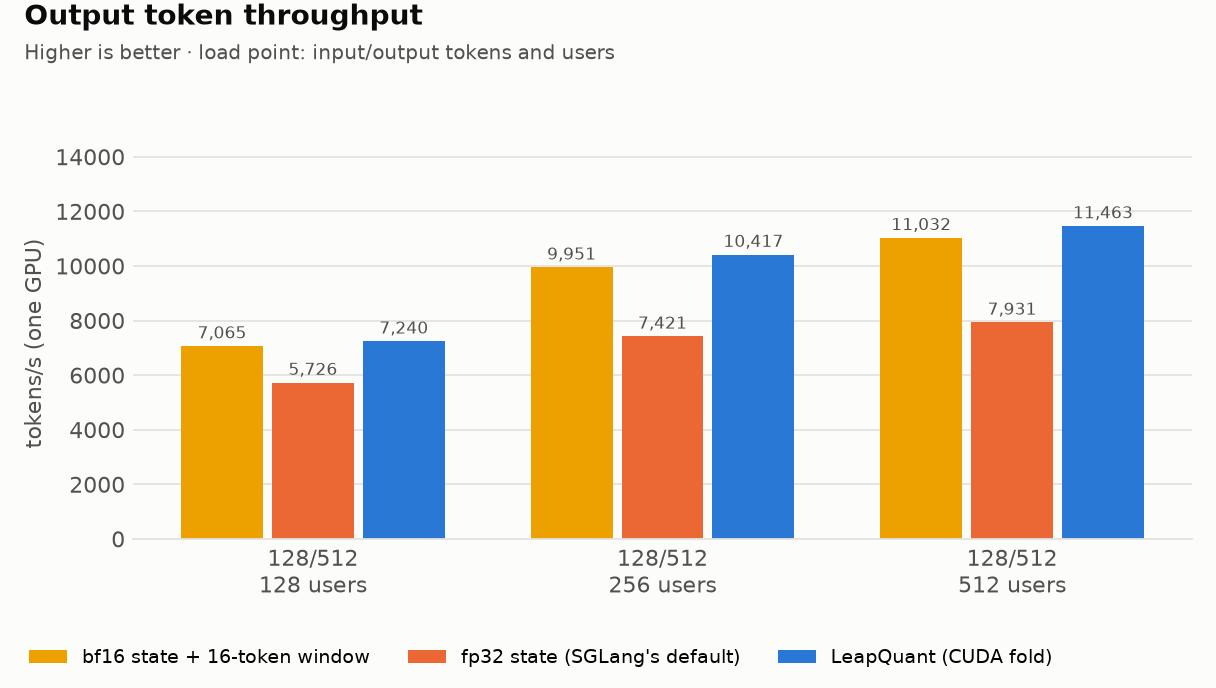 Output token throughput
Higher is better · load point: input/output tokens and users
14000
12000
10000
8000
6000
4000
2000
0
tokens/s (one GPU)
7,065
5,726
7,240
9,951
7,421
10,417
11,032
7,931
11,463
128/512
128 users
128/512
256 users
128/512
512 users
bf16 state + 16-token window
fp32 state (SGLang's default)
LeapQuant (CUDA fold)